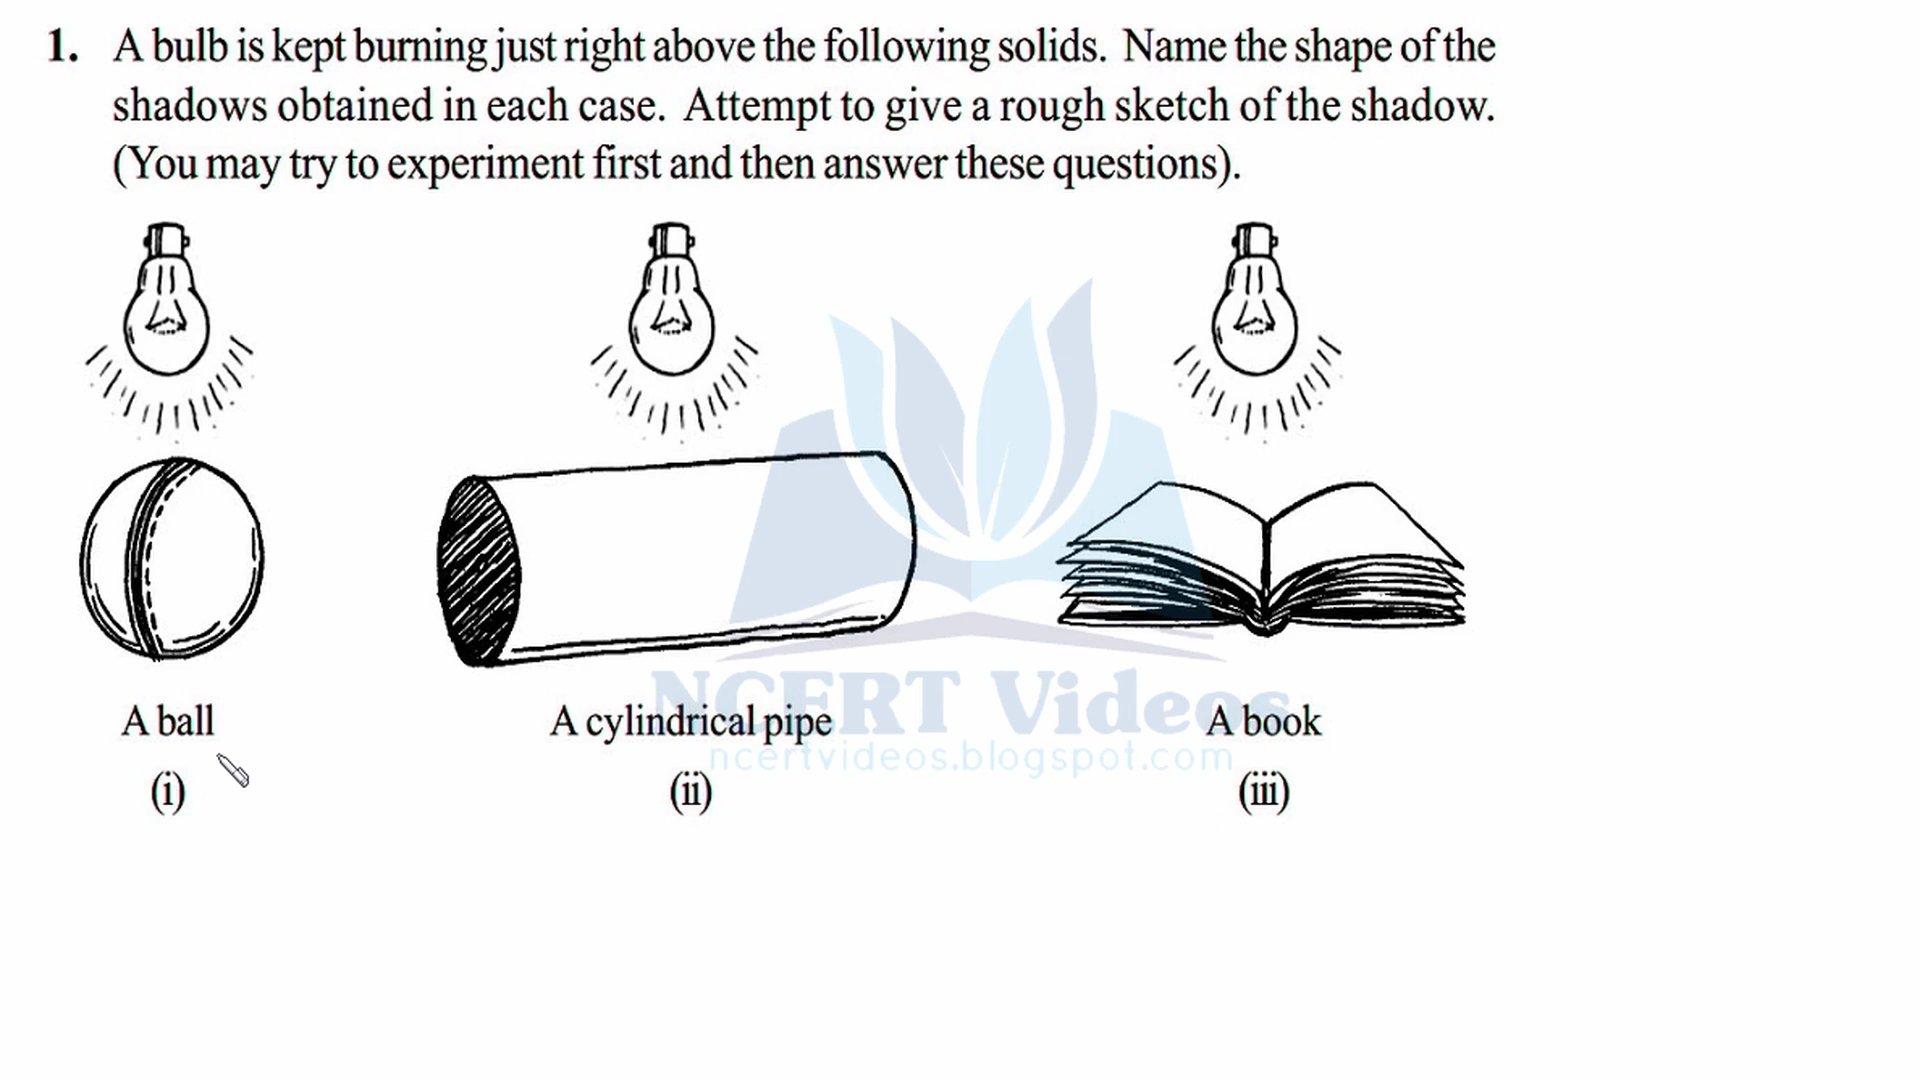 1. A bulb is kept burning just right above the following solids. Name the shape of the
shadows obtained in each case. Attempt to give a rough sketch of the shadow.
(You may try to experiment first and then answer these questions).
NCERT Videos
ncertvideos.blogspot.com
A ball
A cylindrical pipe
A book
(i)
(ii)
(iii)